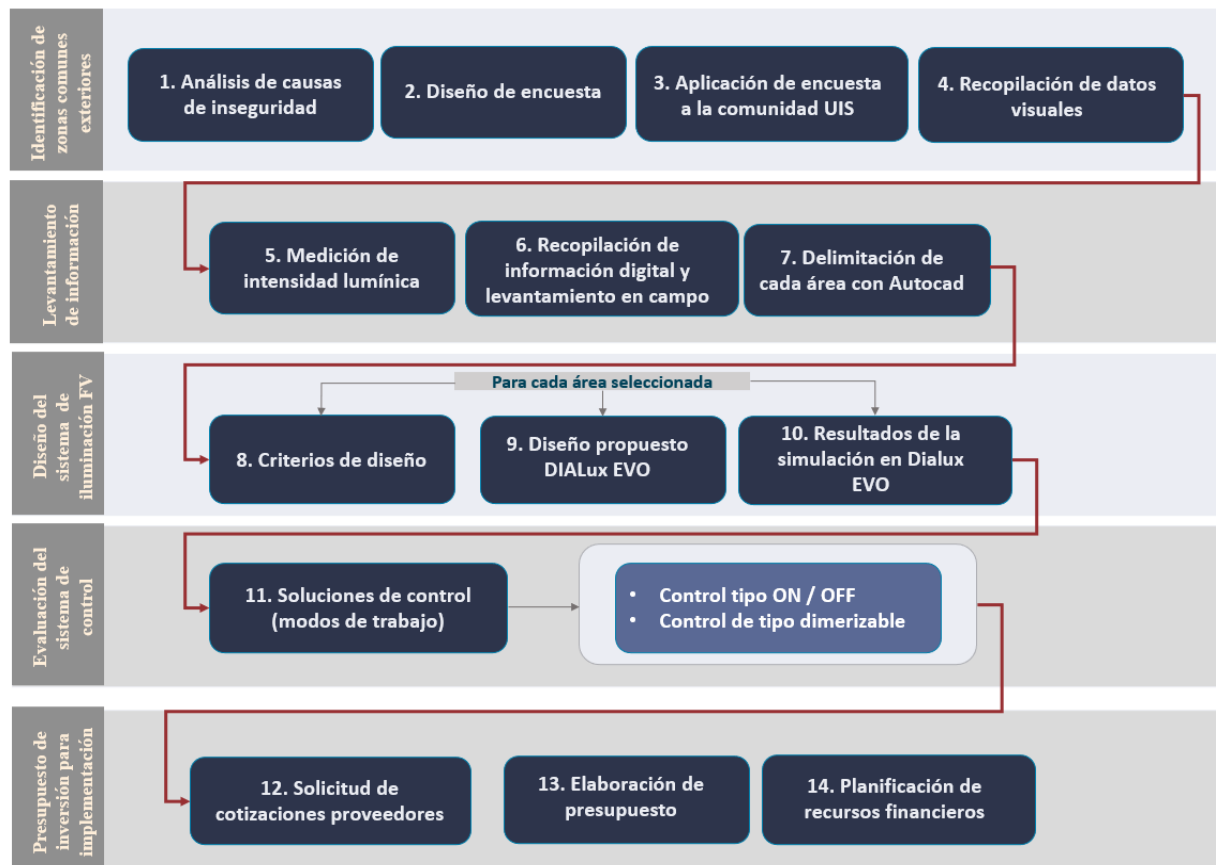 Identificación de
zonas comunes
exteriores
1. Análisis de causas
de inseguridad
2. Diseño de encuesta
3. Aplicación de encuesta
a la comunidad UIS
4. Recopilación de datos
visuales
Levantamiento
de información
5. Medición de
intensidad lumínica
6. Recopilación de
información digital y
levantamiento en campo
7. Delimitación de
cada área con Autocad
Diseño del
sistema de
iluminación FV
Para cada área seleccionada
8. Criterios de diseño
9. Diseño propuesto
DIALux EVO
10. Resultados de la
simulación en Dialux
EVO
Evaluación del
sistema de
control
11. Soluciones de control
(modos de trabajo)
• Control tipo ON / OFF
• Control de tipo dimerizable
Presupuesto de
inversión para
implementación
12. Solicitud de
cotizaciones proveedores
13. Elaboración de
presupuesto
14. Planificación de
recursos financieros